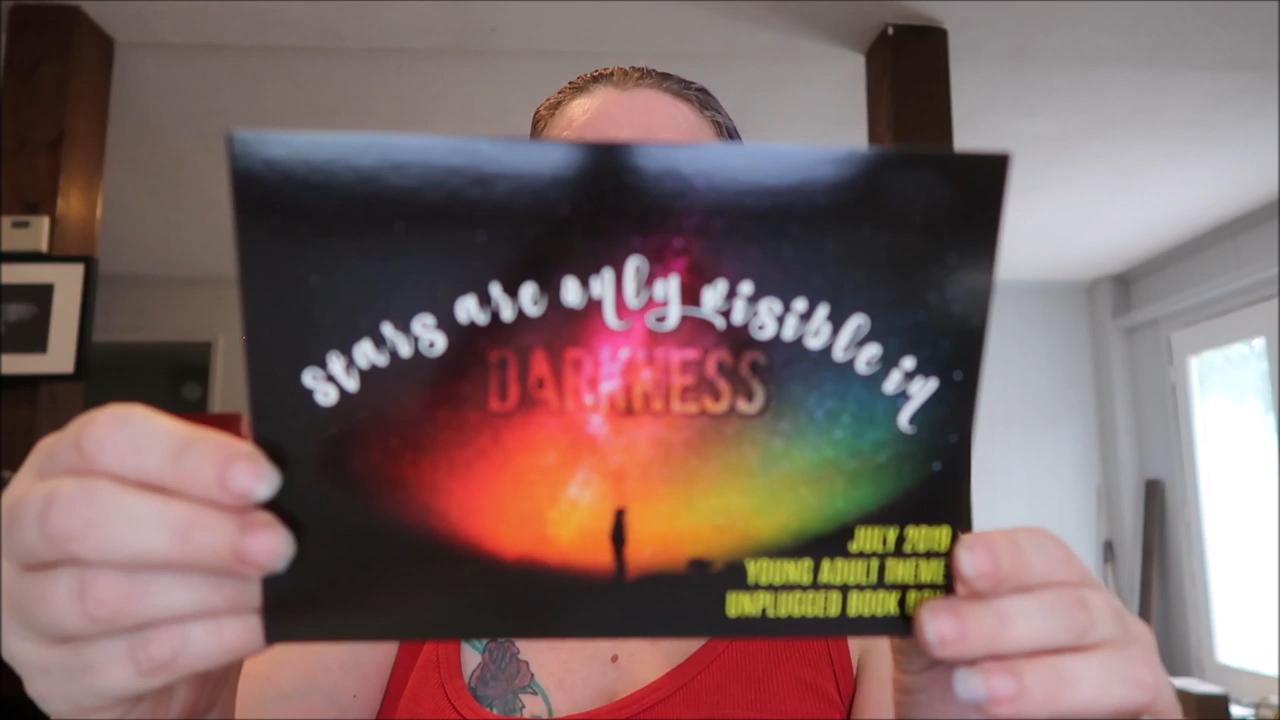 stars are only visible in
DARKNESS
JULY 2019
YOUNG ADULT THEME
UNPLUGGED BOOK